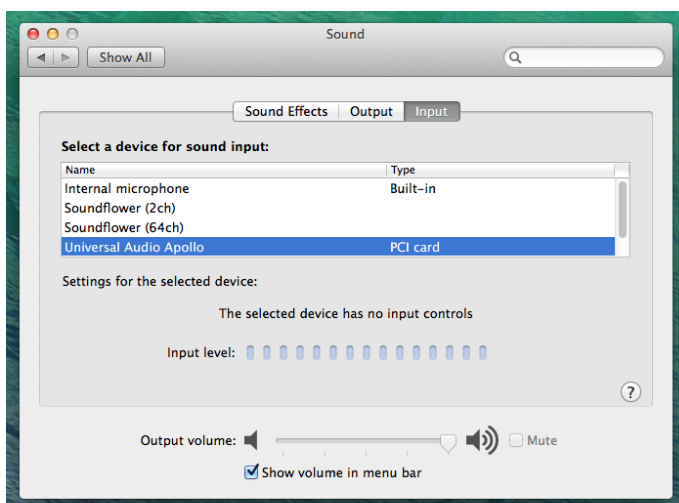 Sound
Show All
Sound Effects Output Input
Select a device for sound input:
Name Type
Internal microphone Built-in
Soundflower (2ch)
Soundflower (64ch)
Universal Audio Apollo PCI card
Settings for the selected device:
The selected device has no input controls
Input level:
?
Output volume: Mute
Show volume in menu bar